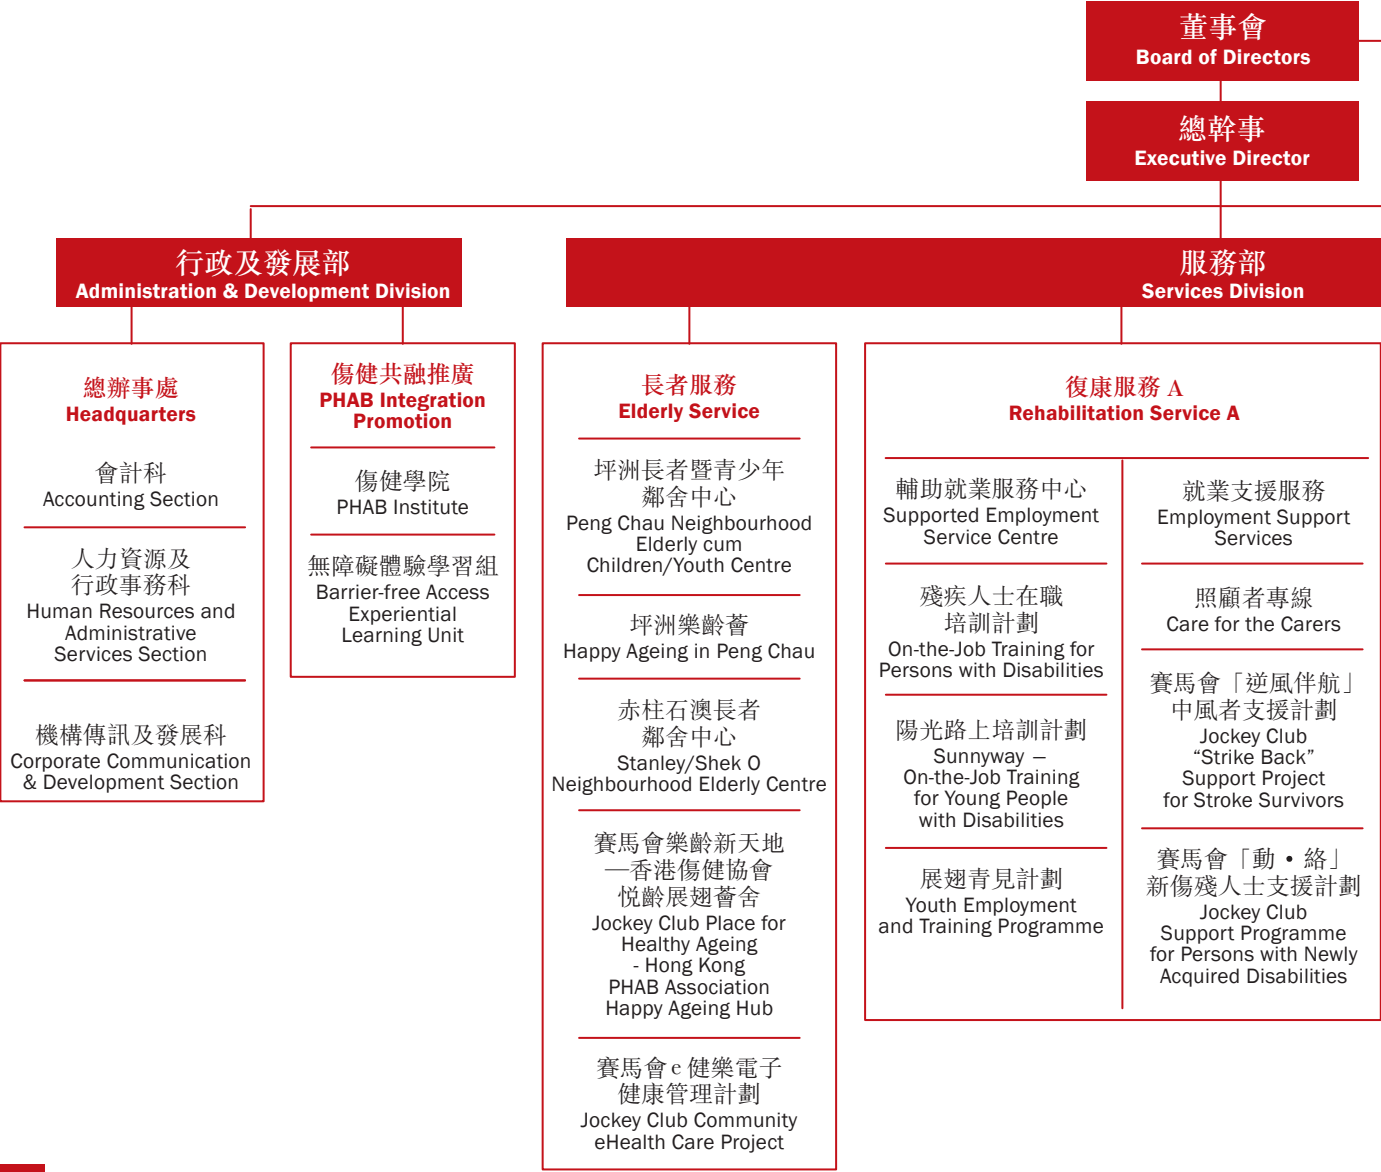 董事會
Board of Directors
總幹事
Executive Director
行政及發展部
Administration & Development Division
服務部
Services Division
總辦事處
Headquarters
會計科
Accounting Section
人力資源及
行政事務科
Human Resources and
Administrative
Services Section
機構傳訊及發展科
Corporate Communication
& Development Section
傷健共融推廣
PHAB Integration
Promotion
傷健學院
PHAB Institute
無障礙體驗學習組
Barrier-free Access
Experiential
Learning Unit
長者服務
Elderly Service
坪洲長者暨青少年
鄰舍中心
Peng Chau Neighbourhood
Elderly cum
Children/Youth Centre
坪洲樂齡薈
Happy Ageing in Peng Chau
赤柱石澳長者
鄰舍中心
Stanley/Shek O
Neighbourhood Elderly Centre
賽馬會樂齡新天地
—香港傷健協會
悦齡展翅薈舍
Jockey Club Place for
Healthy Ageing
- Hong Kong
PHAB Association
Happy Ageing Hub
賽馬會 e 健樂電子
健康管理計劃
Jockey Club Community
eHealth Care Project
復康服務 A
Rehabilitation Service A
輔助就業服務中心
Supported Employment
Service Centre
殘疾人士在職
培訓計劃
On-the-Job Training for
Persons with Disabilities
陽光路上培訓計劃
Sunnyway —
On-the-Job Training
for Young People
with Disabilities
展翅青見計劃
Youth Employment
and Training Programme
就業支援服務
Employment Support
Services
照顧者專線
Care for the Carers
賽馬會「逆風伴航」
中風者支援計劃
Jockey Club
“Strike Back”
Support Project
for Stroke Survivors
賽馬會「動・絡」
新傷殘人士支援計劃
Jockey Club
Support Programme
for Persons with Newly
Acquired Disabilities